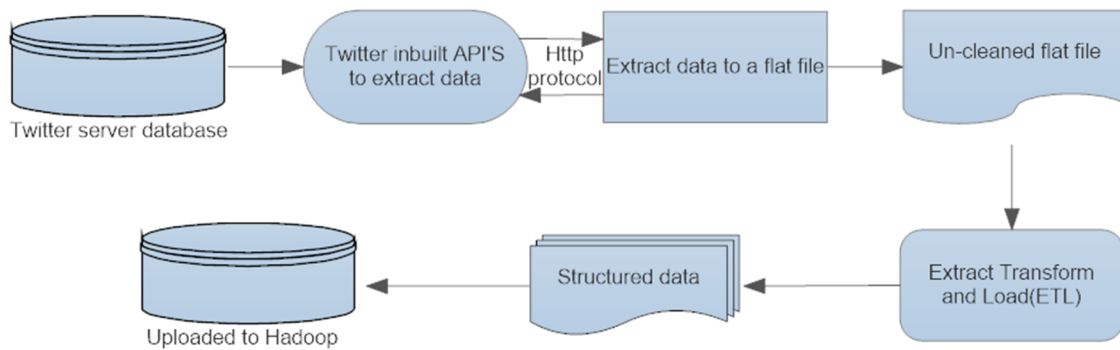 Twitter server database
Twitter inbuilt API'S
to extract data
Http
protocol
Extract data to a flat file
Un-cleaned flat file
Extract Transform
and Load(ETL)
Structured data
Uploaded to Hadoop